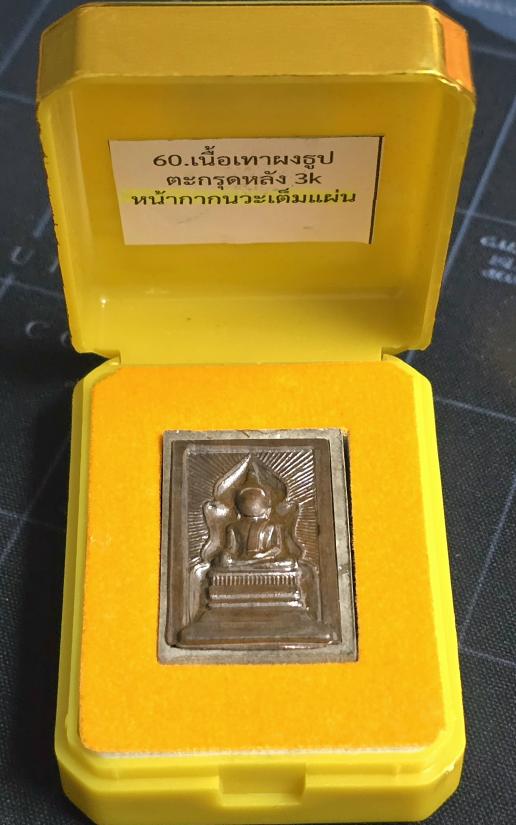 60.เนื้อเทาผงธูป
ตะกรุดหลัง 3k
หน้ากากนวะเต็มแผ่น